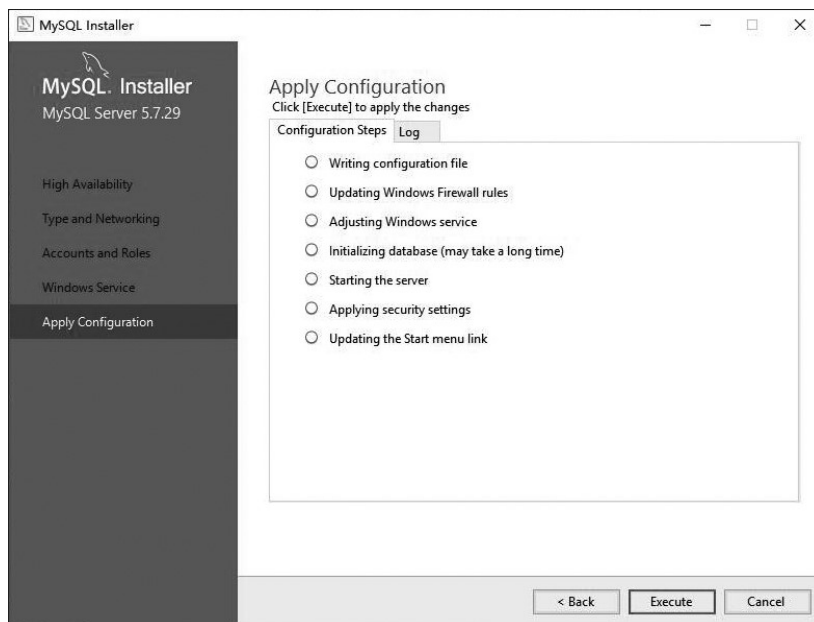 MySQL Installer
MySQL. Installer
MySQL Server 5.7.29
High Availability
Type and Networking
Accounts and Roles
Windows Service
Apply Configuration
Apply Configuration
Click [Execute] to apply the changes
Configuration Steps Log
Writing configuration file
Updating Windows Firewall rules
Adjusting Windows service
Initializing database (may take a long time)
Starting the server
Applying security settings
Updating the Start menu link
< Back Execute Cancel